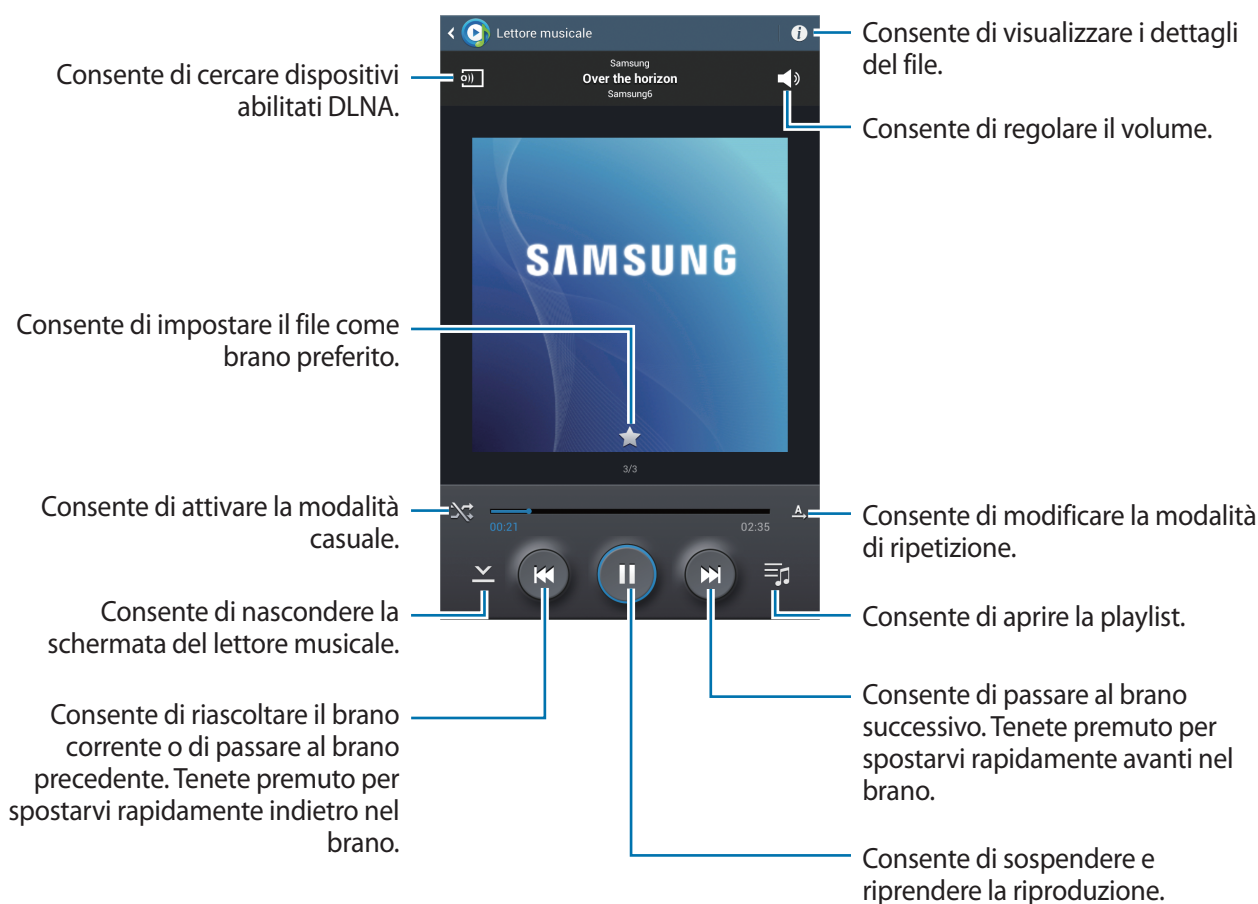 Lettore musicale
Samsung
Over the horizon
Samsung6
Consente di cercare dispositivi
abilitati DLNA.
Consente di visualizzare i dettagli
del file.
Consente di regolare il volume.
SAMSUNG
Consente di impostare il file come
brano preferito.
3/3
Consente di attivare la modalità
casuale.
00:21
02:35
A
Consente di modificare la modalità
di ripetizione.
Consente di nascondere la
schermata del lettore musicale.
Consente di aprire la playlist.
Consente di riascoltare il brano
corrente o di passare al brano
precedente. Tenete premuto per
spostarvi rapidamente indietro nel
brano.
Consente di passare al brano
successivo. Tenete premuto per
spostarvi rapidamente avanti nel
brano.
Consente di sospendere e
riprendere la riproduzione.